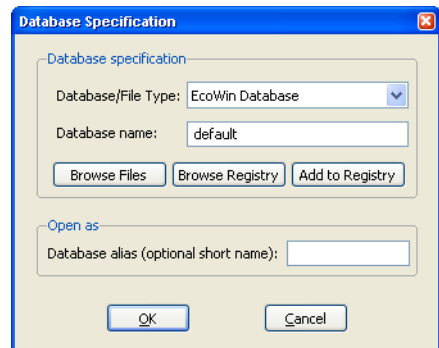 Database Specification
Database specification
Database/File Type: EcoWin Database
Database name: default
Browse Files Browse Registry Add to Registry
Open as
Database alias (optional short name):
OK Cancel